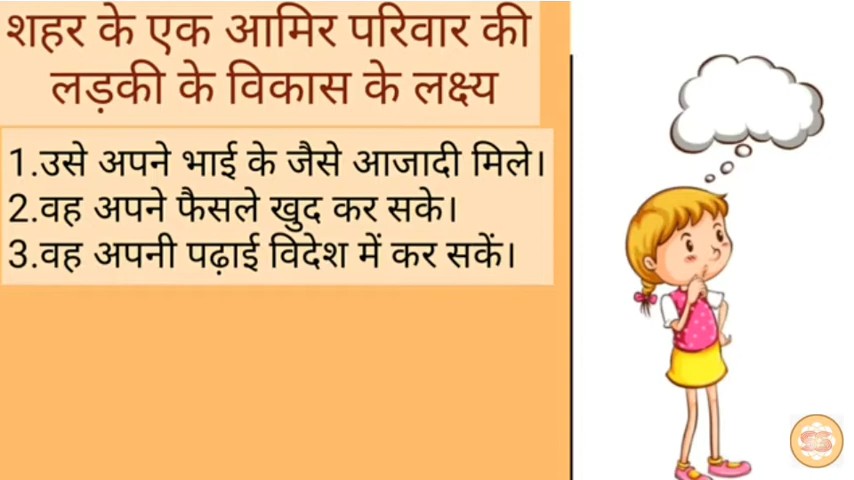 शहर के एक आमिर परिवार की
लड़की के विकास के लक्ष्य
1.उसे अपने भाई के जैसे आजादी मिले।
2.वह अपने फैसले खुद कर सके।
3.वह अपनी पढ़ाई विदेश में कर सकें।